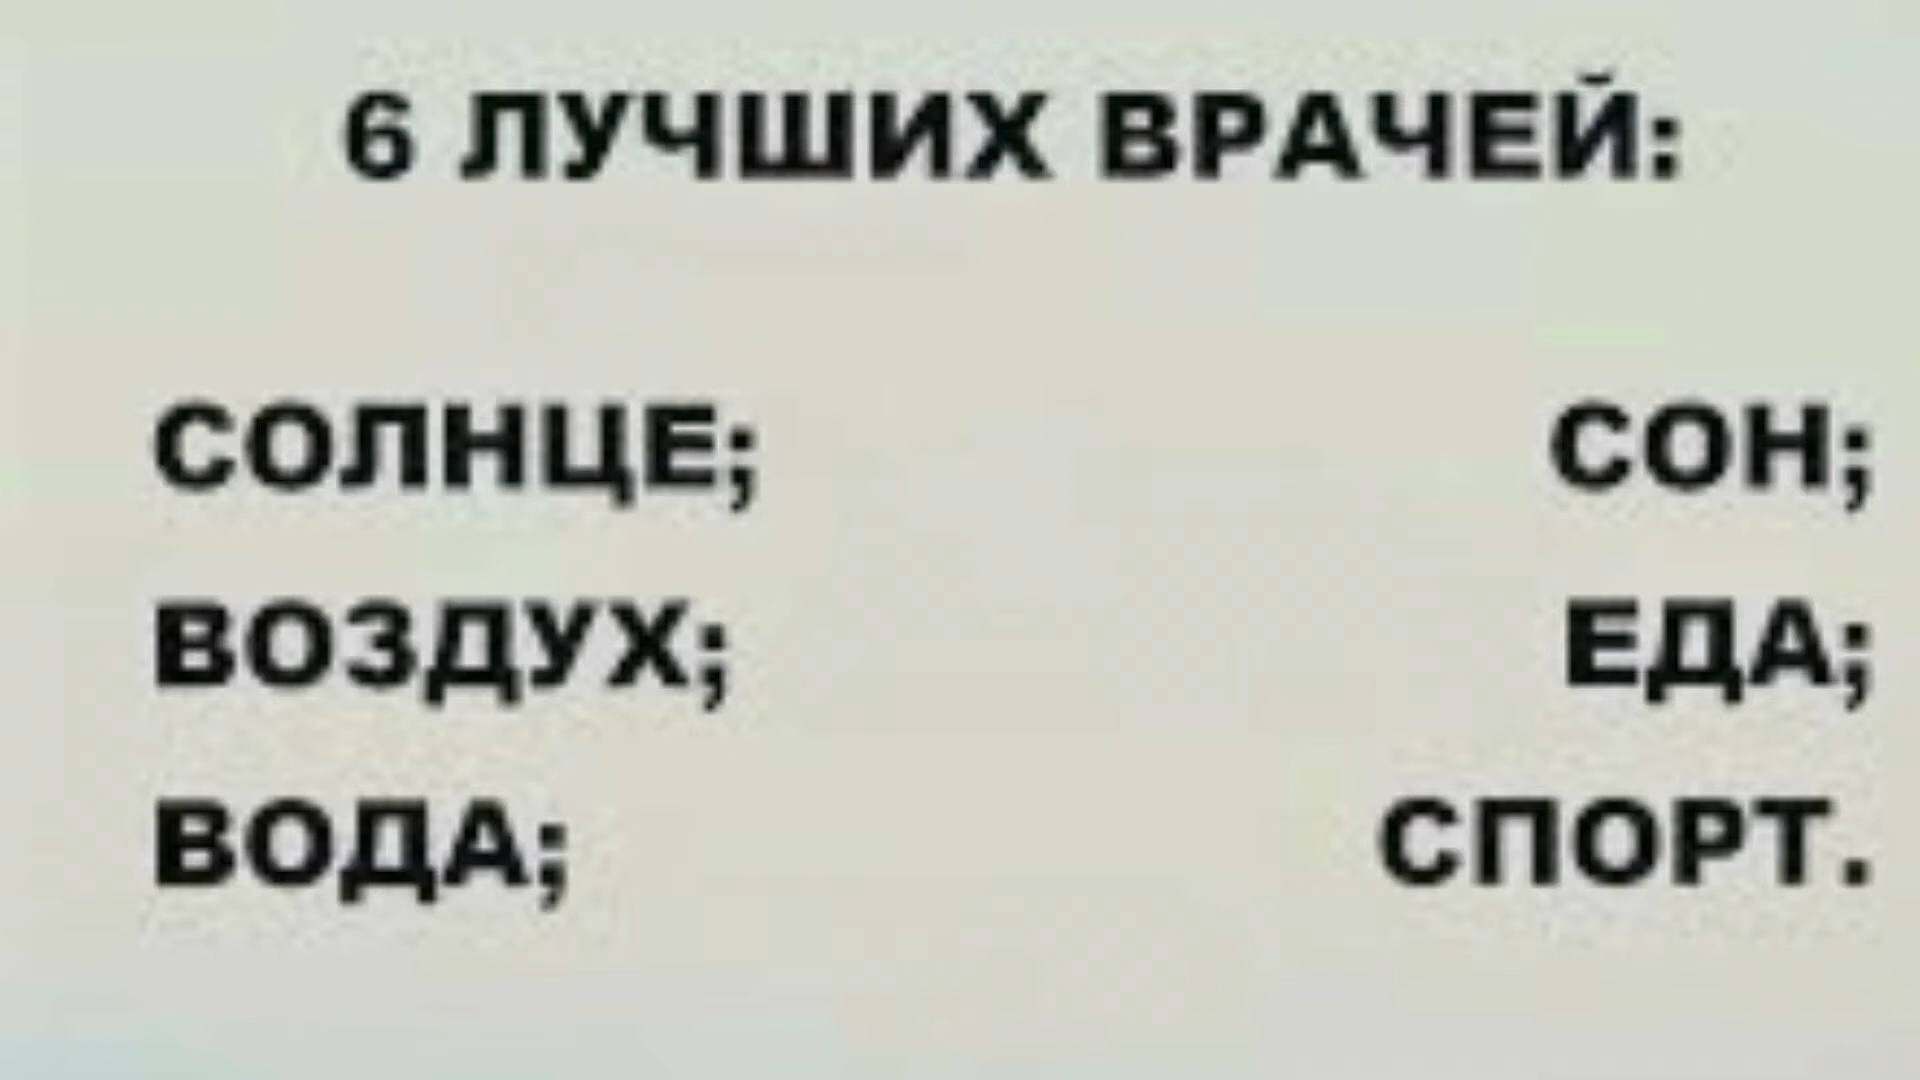 6 ЛУЧШИХ ВРАЧЕЙ:
СОЛНЦЕ; СОН;
ВОЗДУХ; ЕДА;
ВОДА; СПОРТ.